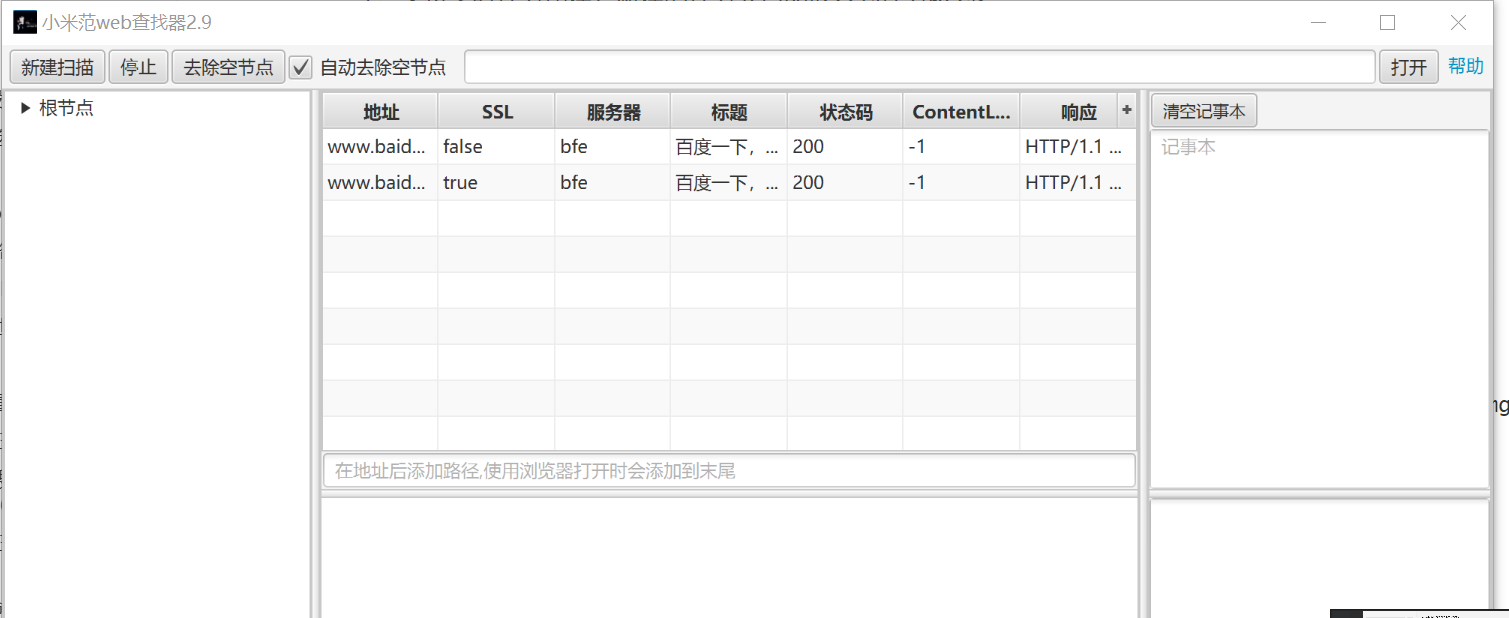 小米范web查找器2.9
新建扫描 停止 去除空节点 自动去除空节点 打开 帮助
根节点
地址 SSL 服务器 标题 状态码 ContentL... 响应 +
www.baid... false bfe 百度一下，... 200 -1 HTTP/1.1 ...
www.baid... true bfe 百度一下，... 200 -1 HTTP/1.1 ...
在地址后添加路径,使用浏览器打开时会添加到末尾
清空记事本
记事本